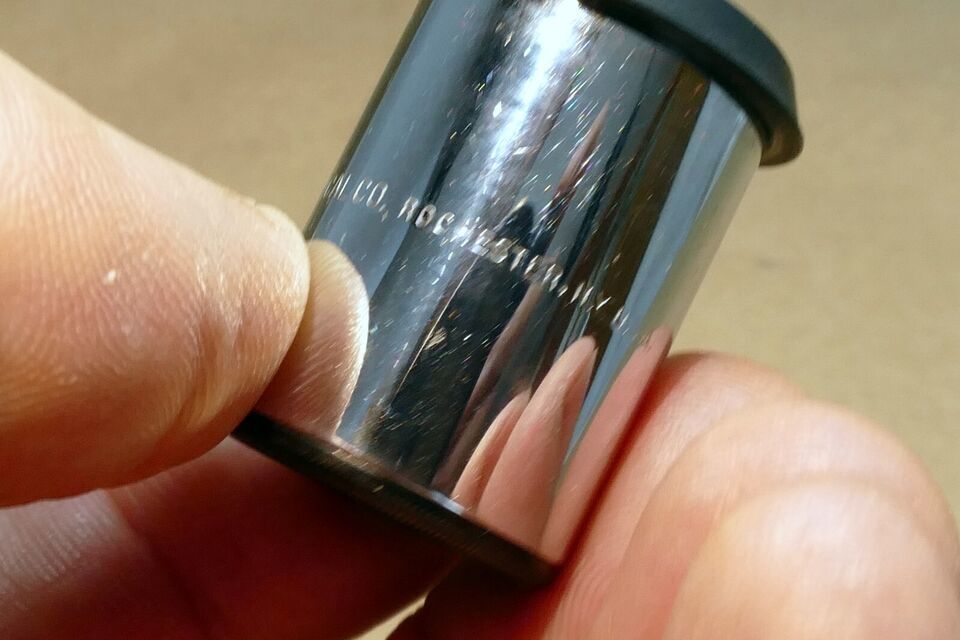 CO, ROCHESTER, N.Y.